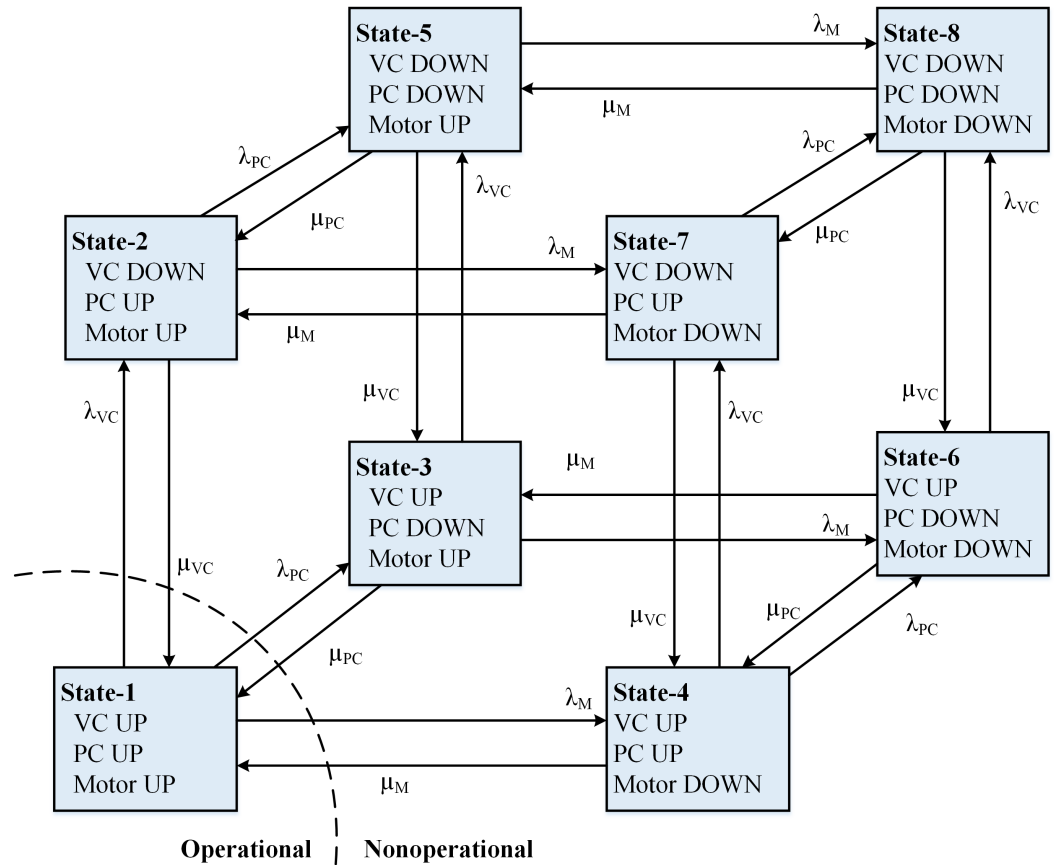 State-5
VC DOWN
PC DOWN
Motor UP
λM
State-8
VC DOWN
PC DOWN
Motor DOWN
μM
λPC
μPC
λVC
λPC
μPC
λVC
State-2
VC DOWN
PC UP
Motor UP
λM
State-7
VC DOWN
PC UP
Motor DOWN
μM
λVC
μVC
λVC
μVC
State-3
VC UP
PC DOWN
Motor UP
μM
λM
State-6
VC UP
PC DOWN
Motor DOWN
μVC
λPC
μPC
μVC
μPC
λPC
State-1
VC UP
PC UP
Motor UP
λM
State-4
VC UP
PC UP
Motor DOWN
μM
Operational
Nonoperational